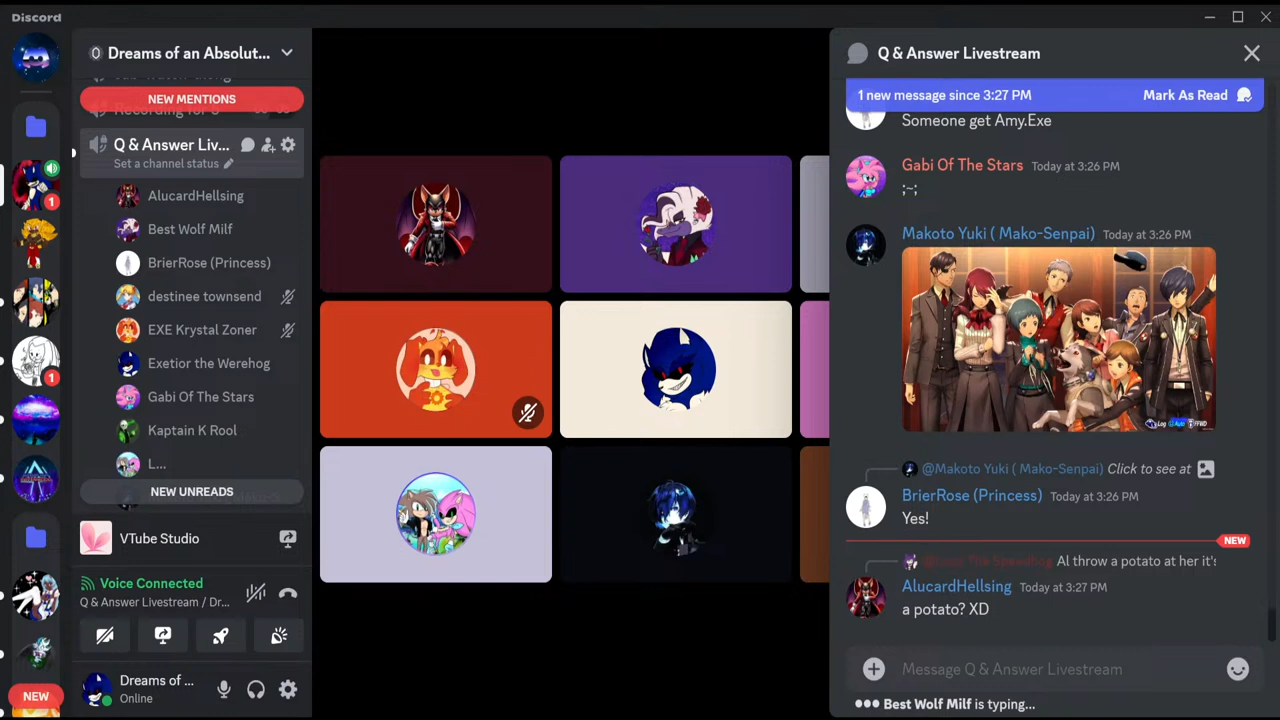 Discord
Dreams of an Absolut...
NEW MENTIONS
Q & Answer Liv...
Set a channel status
AlucardHellsing
Best Wolf Milf
BrierRose (Princess)
destinee townsend
EXE Krystal Zoner
Exetior the Werehog
Gabi Of The Stars
Kaptain K Rool
L...
NEW UNREADS
VTube Studio
Voice Connected
Q & Answer Livestream / Dr...
Dreams of ...
Online
1
1
NEW
Q & Answer Livestream
1 new message since 3:27 PM
Mark As Read
Someone get Amy.Exe
Gabi Of The Stars Today at 3:26 PM
;~;
Makoto Yuki ( Mako-Senpai) Today at 3:26 PM
@Makoto Yuki ( Mako-Senpai) Click to see at
BrierRose (Princess) Today at 3:26 PM
Yes!
NEW
Al throw a potato at her it's
AlucardHellsing Today at 3:27 PM
a potato? XD
Message Q & Answer Livestream
Best Wolf Milf is typing...